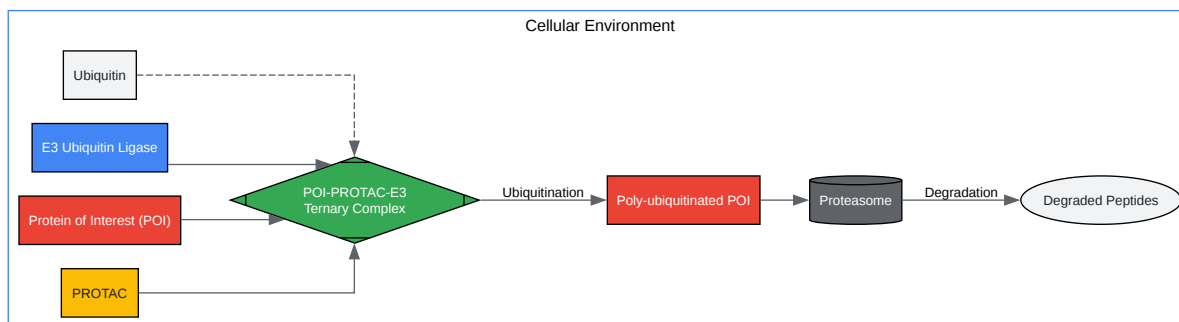 Cellular Environment
Ubiquitin
E3 Ubiquitin Ligase
Protein of Interest (POI)
PROTAC
POI-PROTAC-E3
Ternary Complex
Ubiquitination
Poly-ubiquitinated POI
Proteasome
Degradation
Degraded Peptides